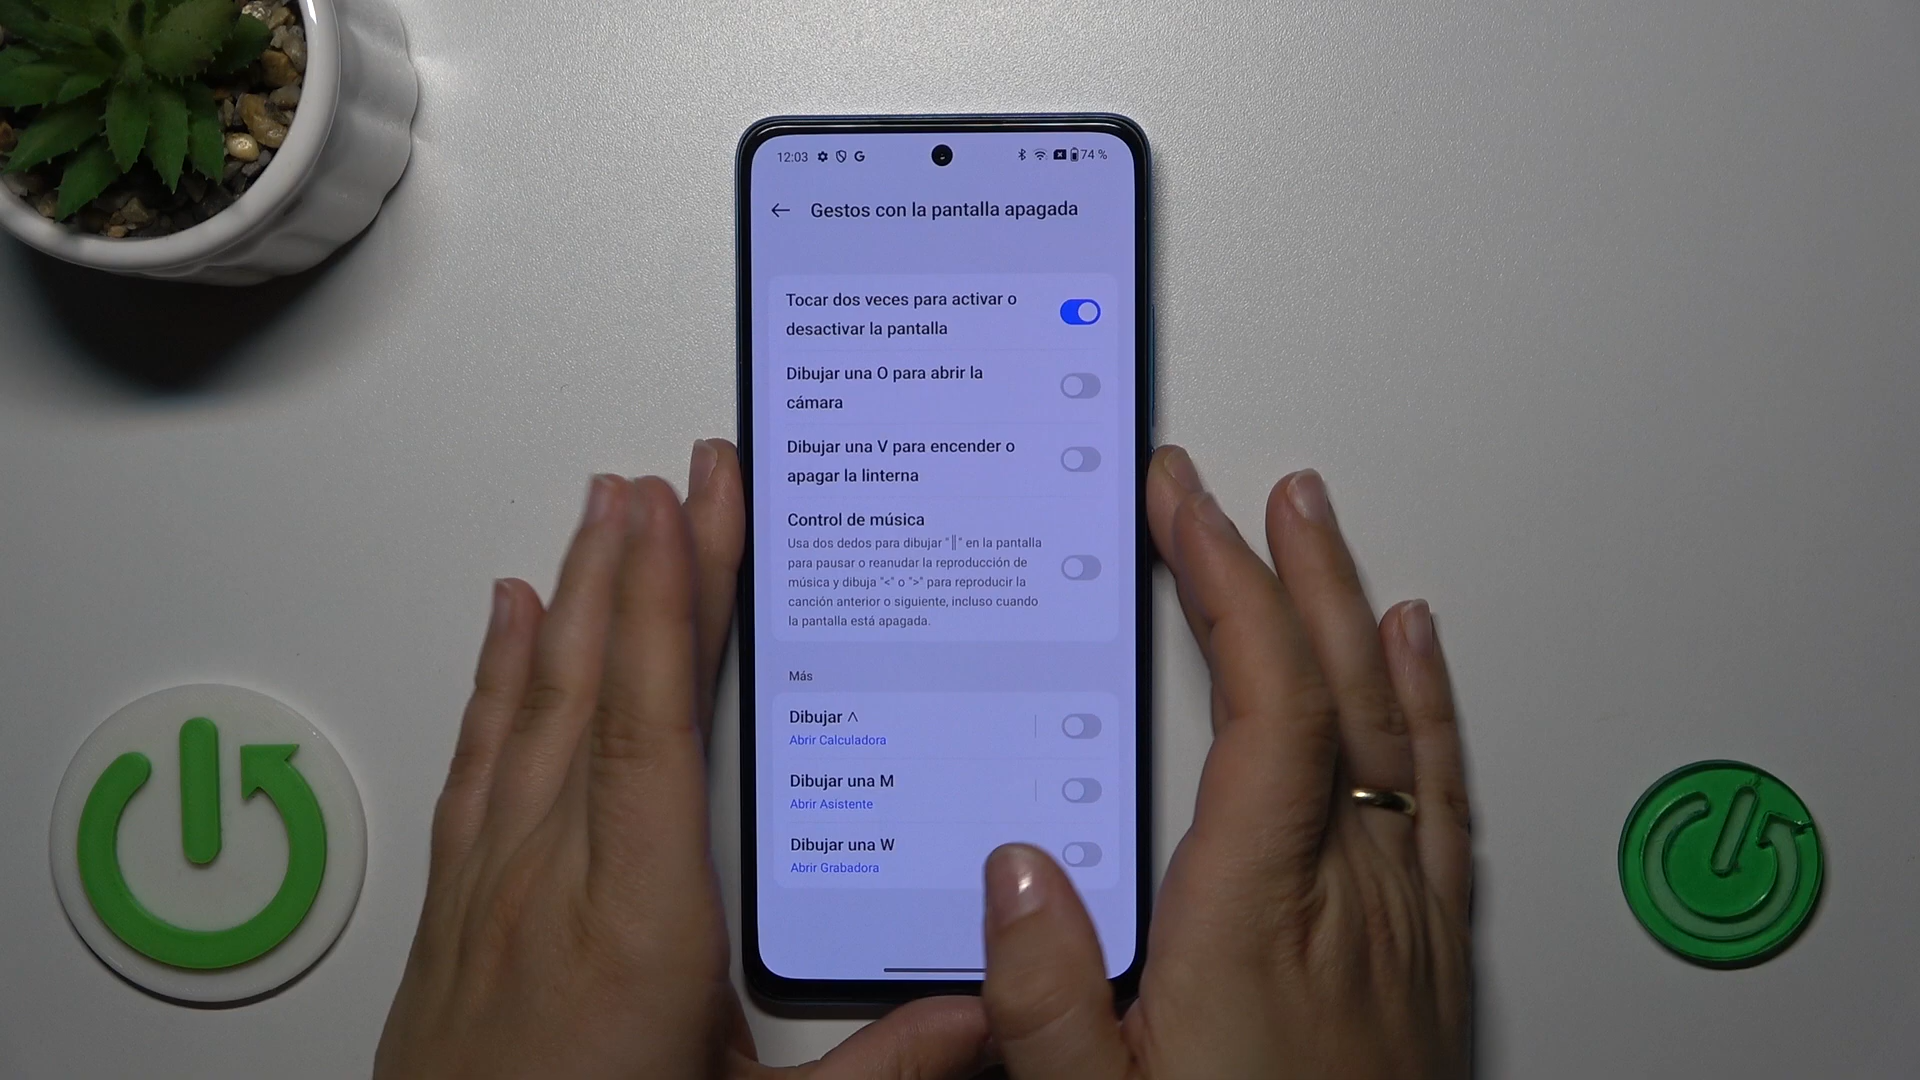 12:03 G 74 %
Gestos con la pantalla apagada
Tocar dos veces para activar o
desactivar la pantalla
Dibujar una O para abrir la
cámara
Dibujar una V para encender o
apagar la linterna
Control de música
Usa dos dedos para dibujar "||" en la pantalla
para pausar o reanudar la reproducción de
música y dibuja "<" o ">" para reproducir la
canción anterior o siguiente, incluso cuando
la pantalla está apagada.
Más
Dibujar ∧
Abrir Calculadora
Dibujar una M
Abrir Asistente
Dibujar una W
Abrir Grabadora